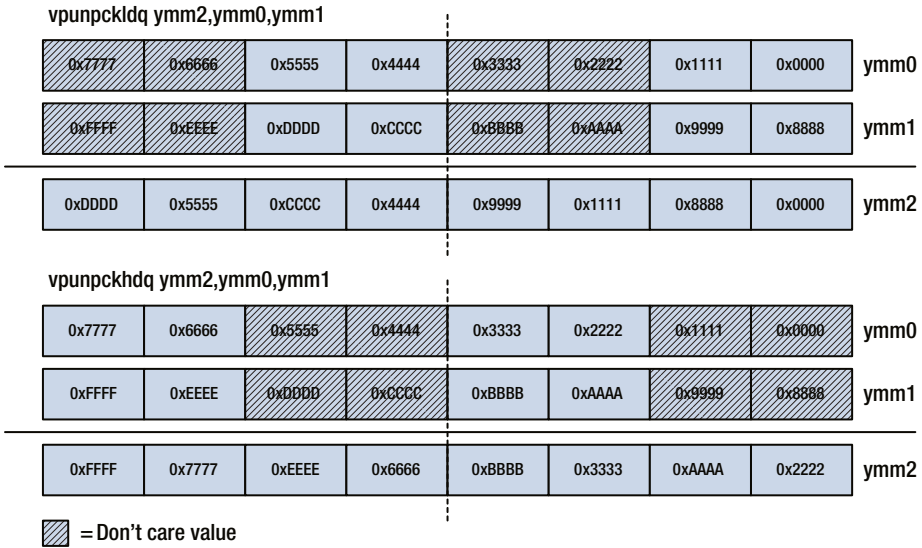 vpunpckldq ymm2,ymm0,ymm1
0x7777 0x6666 0x5555 0x4444 0x3333 0x2222 0x1111 0x0000 ymm0
0xFFFF 0xEEEE 0xDDDD 0xCCCC 0xBBBB 0xAAAA 0x9999 0x8888 ymm1
0xDDDD 0x5555 0xCCCC 0x4444 0x9999 0x1111 0x8888 0x0000 ymm2
vpunpckhdq ymm2,ymm0,ymm1
0x7777 0x6666 0x5555 0x4444 0x3333 0x2222 0x1111 0x0000 ymm0
0xFFFF 0xEEEE 0xDDDD 0xCCCC 0xBBBB 0xAAAA 0x9999 0x8888 ymm1
0xFFFF 0x7777 0xEEEE 0x6666 0xBBBB 0x3333 0xAAAA 0x2222 ymm2
= Don't care value